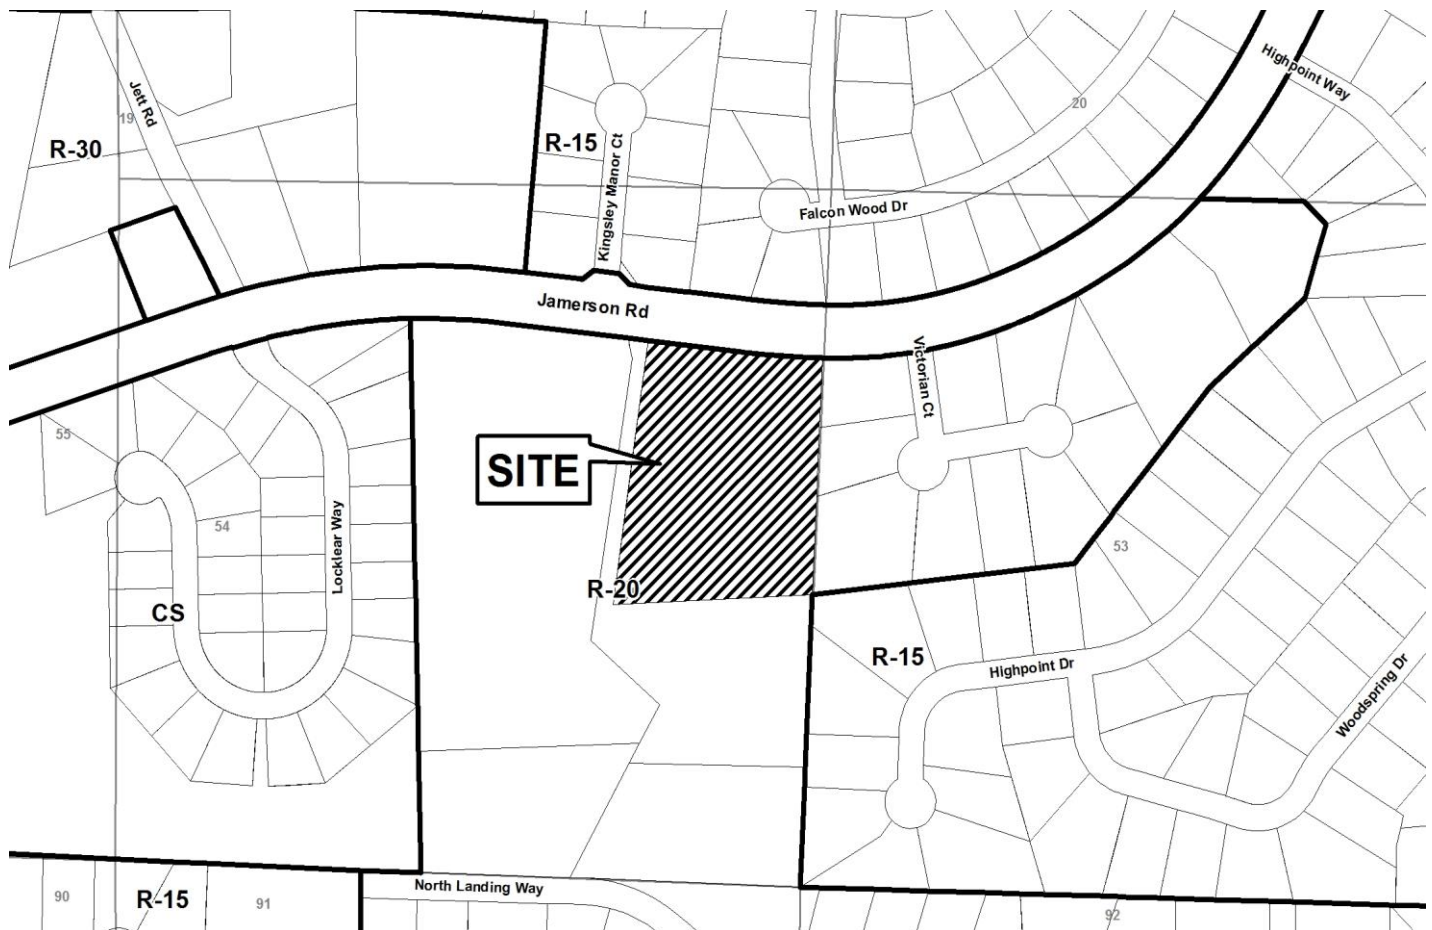 Highpoint Way
Jett Rd
19
20
R-30
R-15
Kingsley Manor Ct
Falcon Wood Dr
Jamerson Rd
Victorian Ct
55
SITE
54
Locklear Way
53
R-20
CS
R-15
Highpoint Dr
Woodspring Dr
North Landing Way
90
R-15
91
92